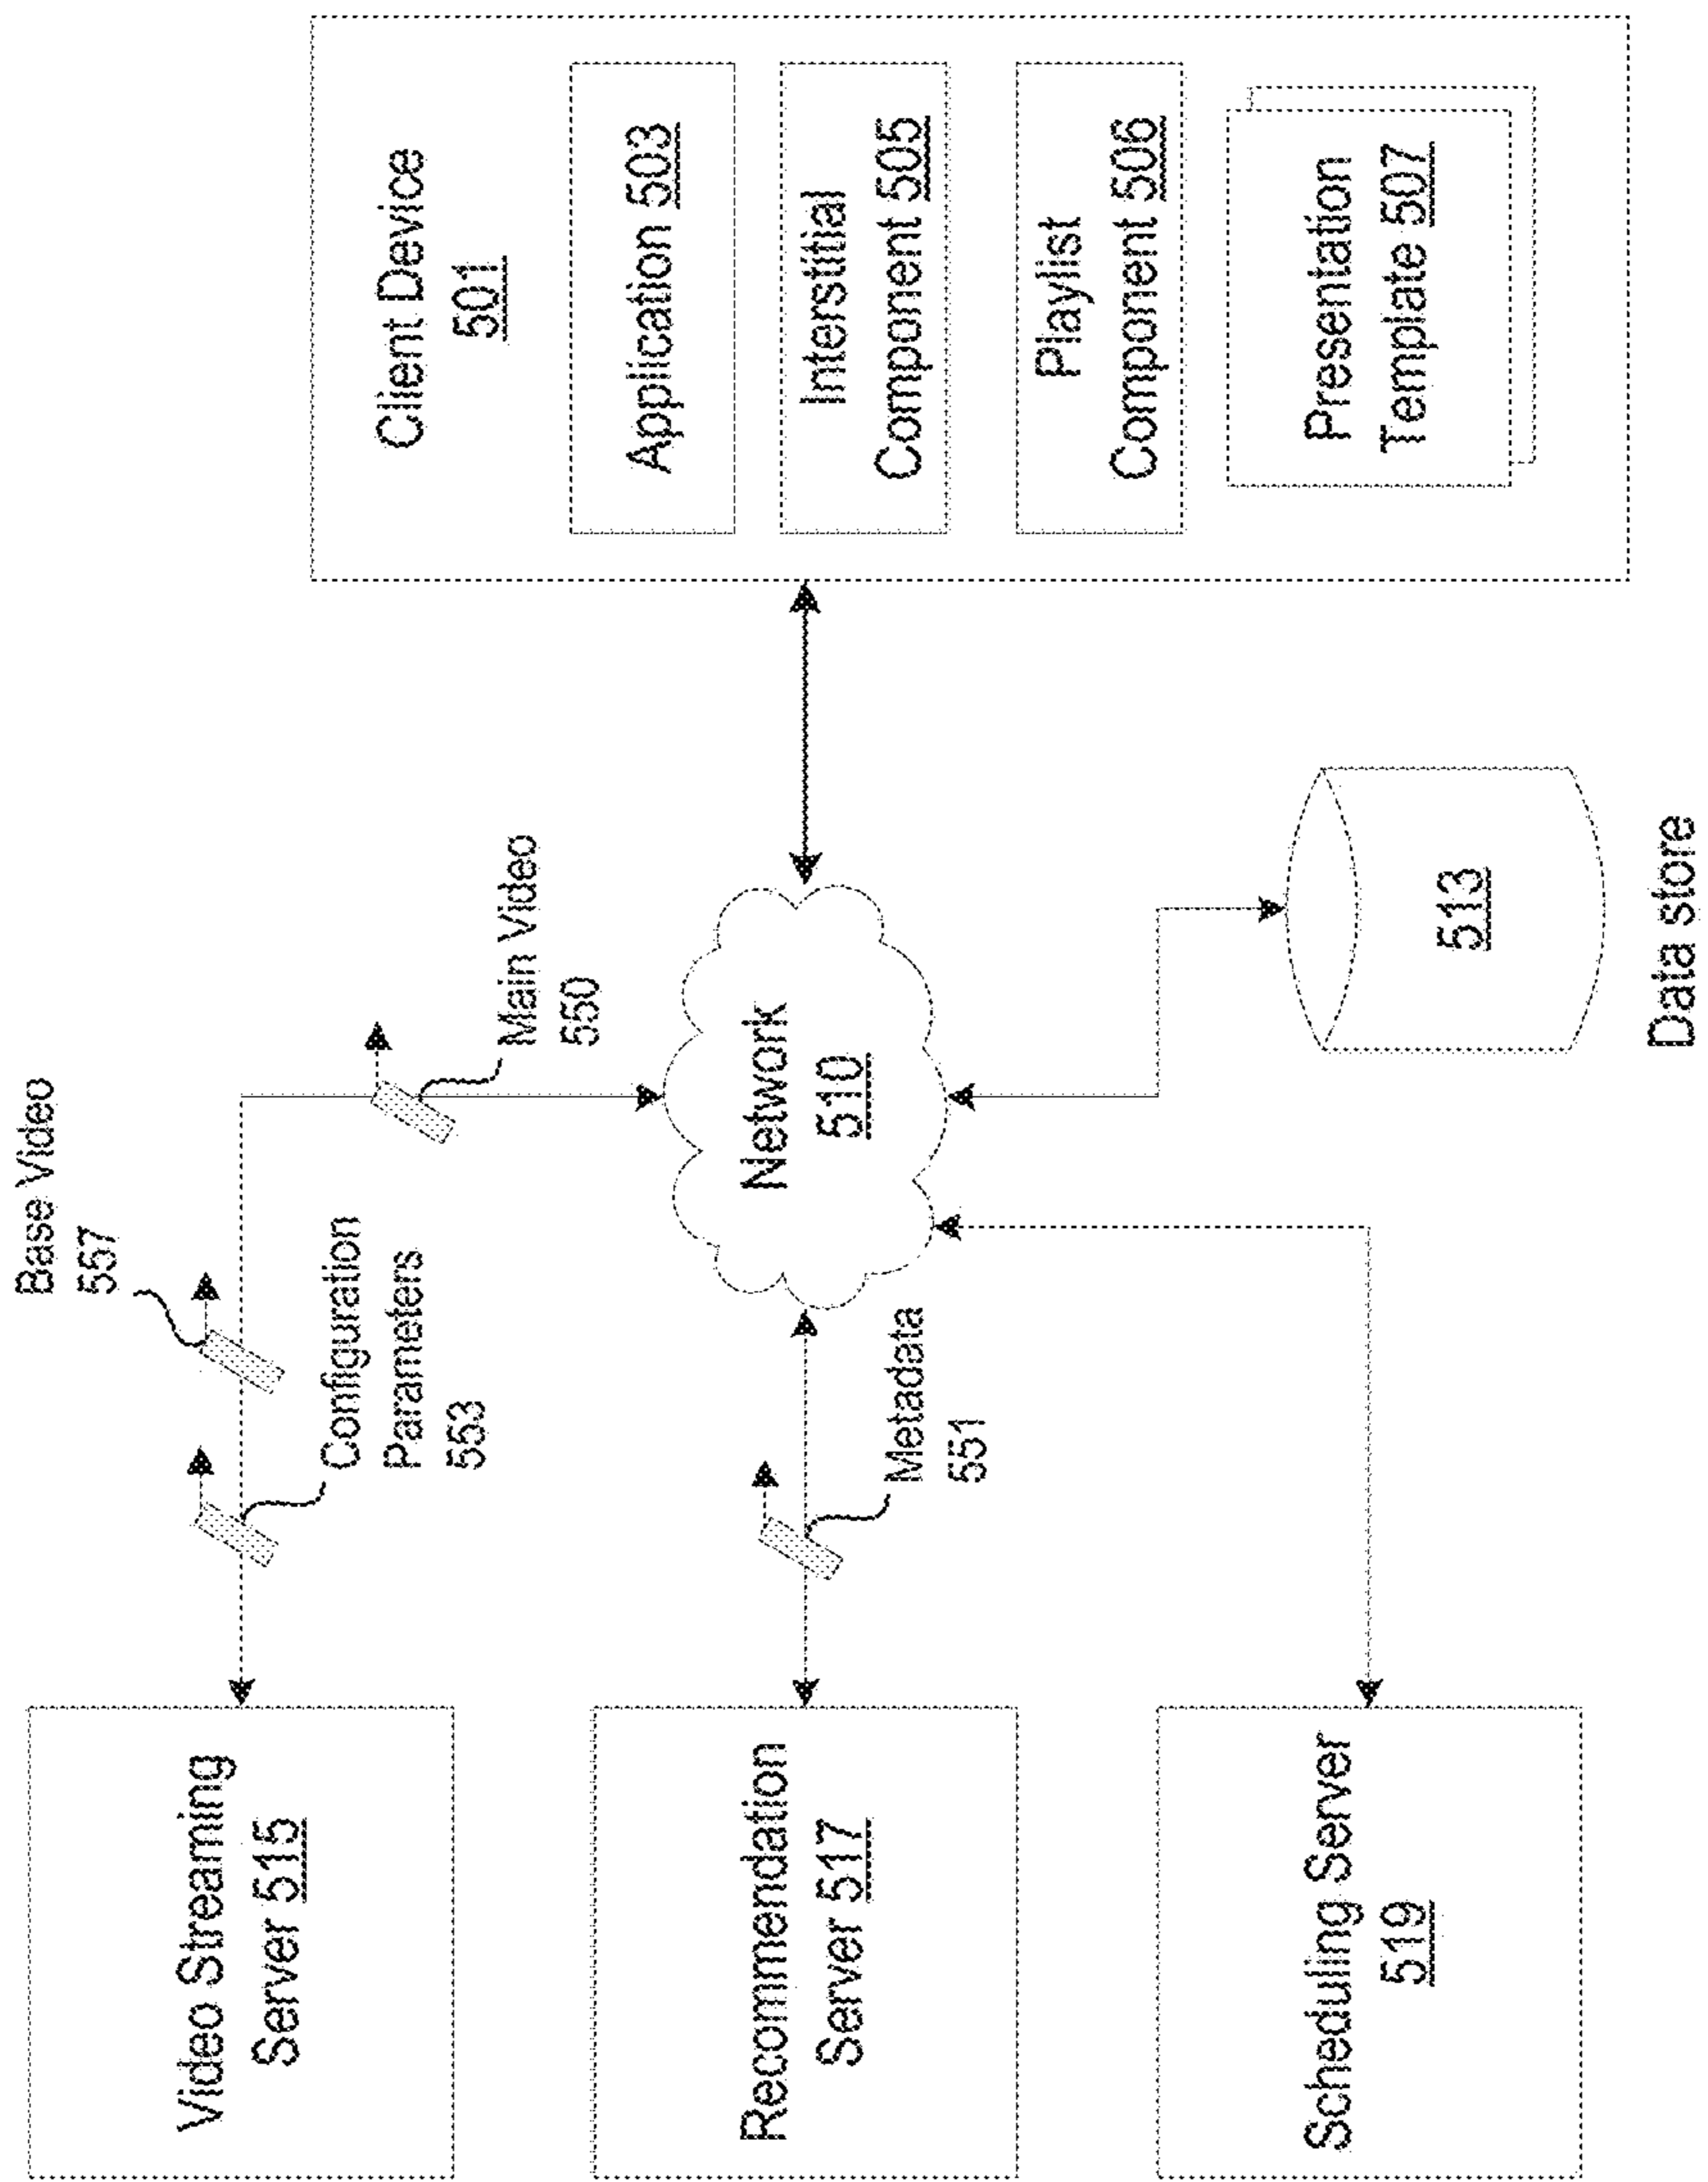 Video Streaming
Server 515
Recommendation
Server 517
Scheduling Server
519
Base Video
557
Configuration
Parameters
553
Main Video
550
Metadata
551
Network
510
513
Data store
Client Device
501
Application 503
Interstitial
Component 505
Playlist
Component 506
Presentation
Template 507